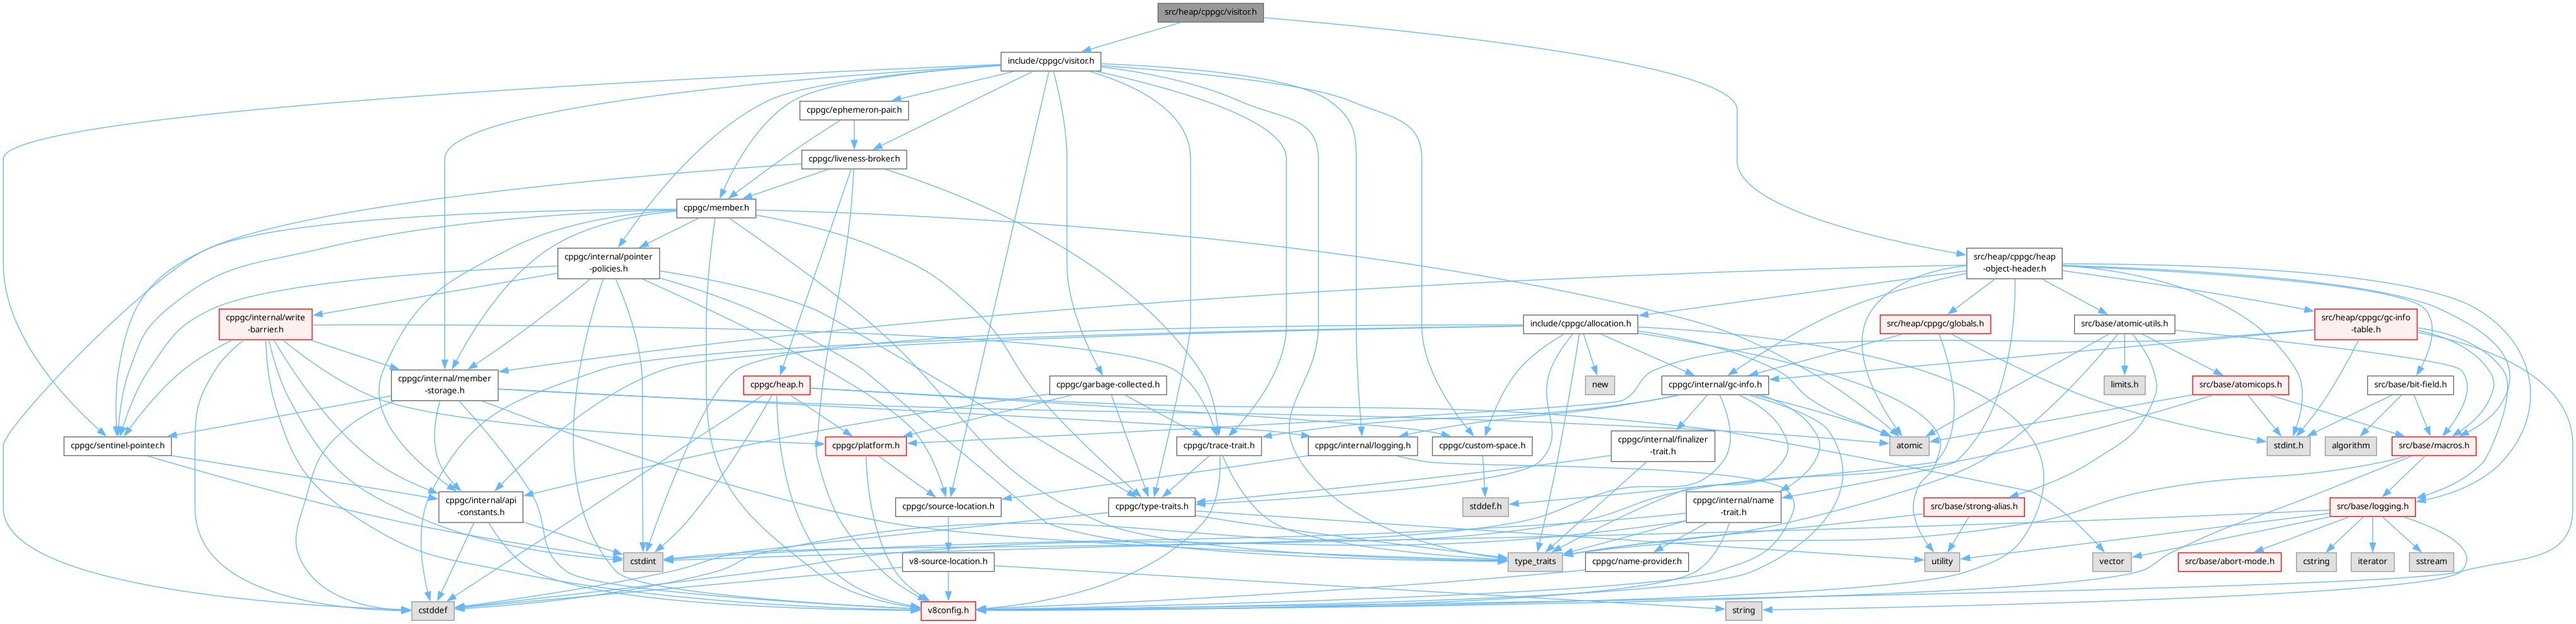 src/heap/cppgc/visitor.h
include/cppgc/visitor.h
cppgc/ephemeron-pair.h
cppgc/liveness-broker.h
cppgc/member.h
cppgc/internal/pointer
-policies.h
src/heap/cppgc/heap
-object-header.h
cppgc/internal/write
-barrier.h
include/cppgc/allocation.h
src/heap/cppgc/globals.h
src/base/atomic-utils.h
src/heap/cppgc/gc-info
-table.h
cppgc/internal/member
-storage.h
cppgc/heap.h
cppgc/garbage-collected.h
new
cppgc/internal/gc-info.h
limits.h
src/base/atomicops.h
src/base/bit-field.h
cppgc/sentinel-pointer.h
cppgc/platform.h
cppgc/trace-trait.h
cppgc/internal/logging.h
cppgc/custom-space.h
cppgc/internal/finalizer
-trait.h
atomic
stdint.h
algorithm
src/base/macros.h
cppgc/internal/api
-constants.h
cppgc/source-location.h
cppgc/type-traits.h
stddef.h
cppgc/internal/name
-trait.h
src/base/strong-alias.h
src/base/logging.h
cstdint
v8-source-location.h
type_traits
cppgc/name-provider.h
utility
vector
src/base/abort-mode.h
cstring
iterator
sstream
cstddef
v8config.h
string